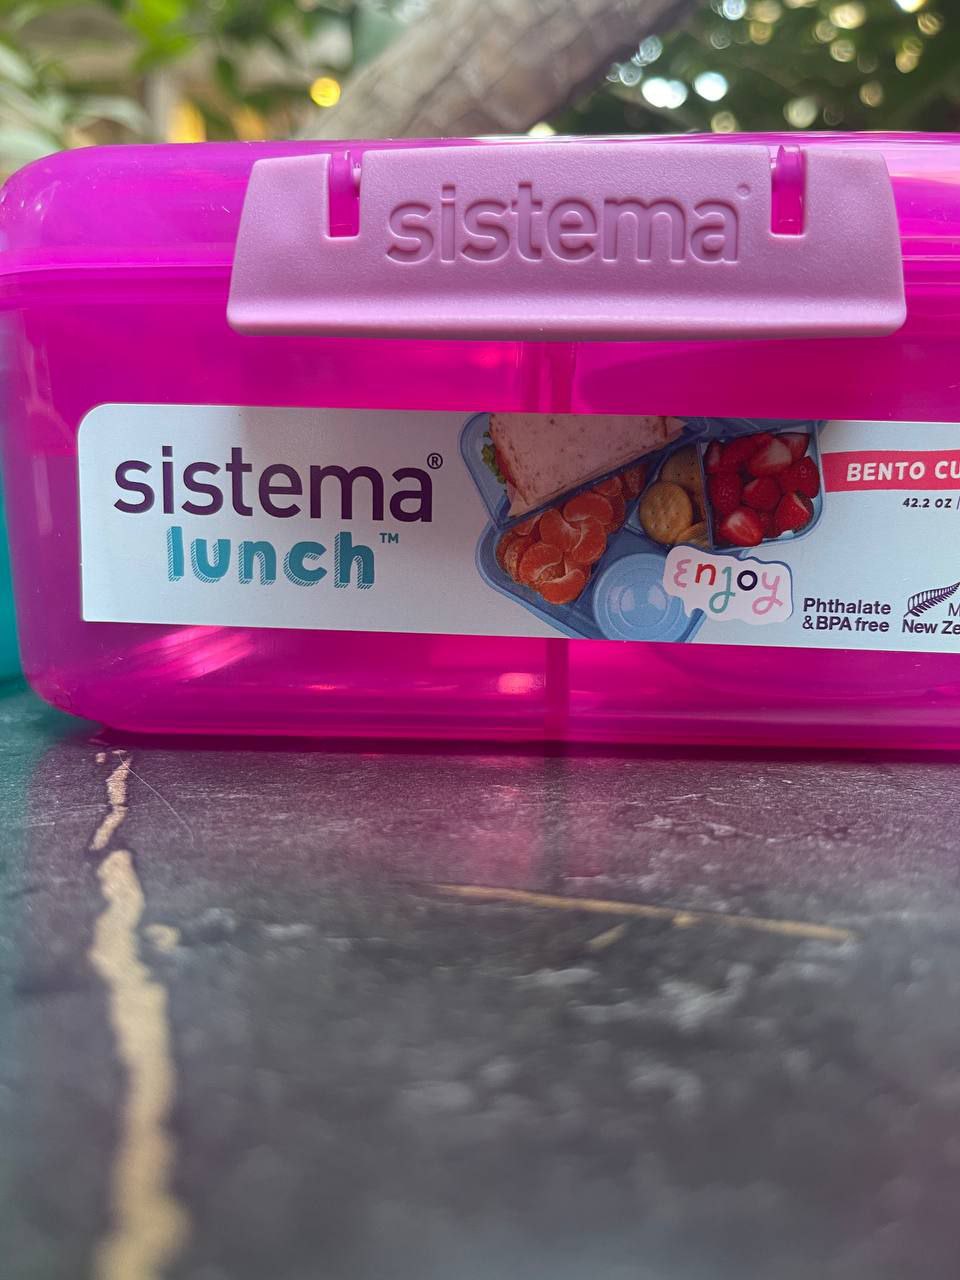 sistema
sistema®
lunch™
BENTO CU
42.2 OZ |
enjoy
Phthalate
& BPA free
M
New Ze